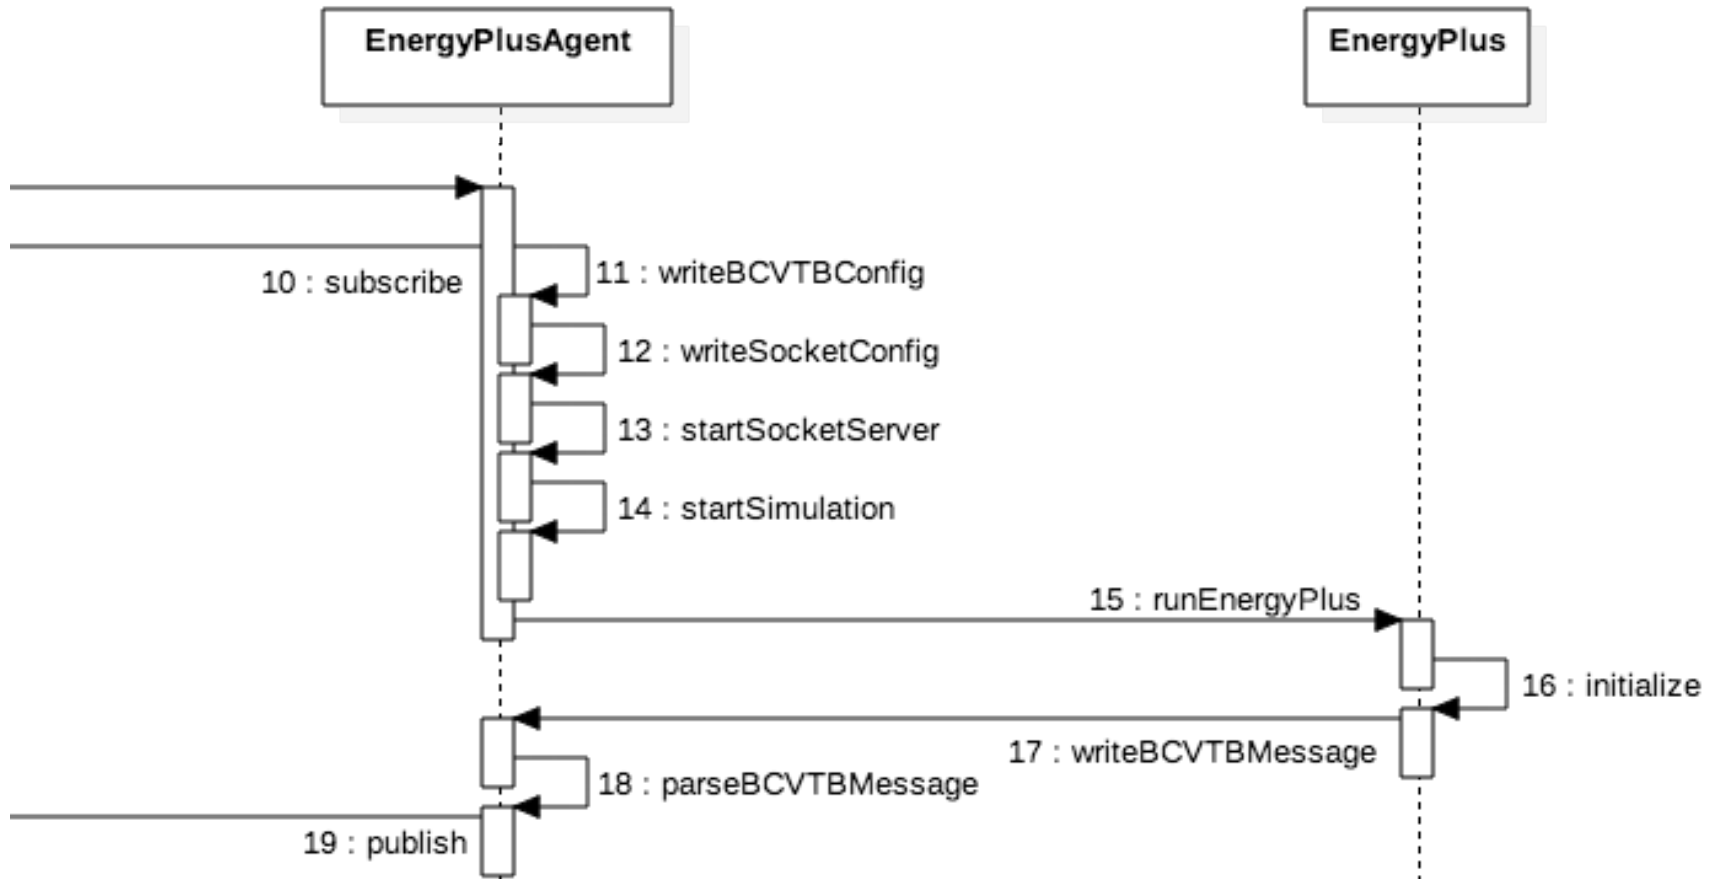 EnergyPlusAgent
EnergyPlus
10 : subscribe
11 : writeBCVTBConfig
12 : writeSocketConfig
13 : startSocketServer
14 : startSimulation
15 : runEnergyPlus
16 : initialize
17 : writeBCVTBMessage
18 : parseBCVTBMessage
19 : publish